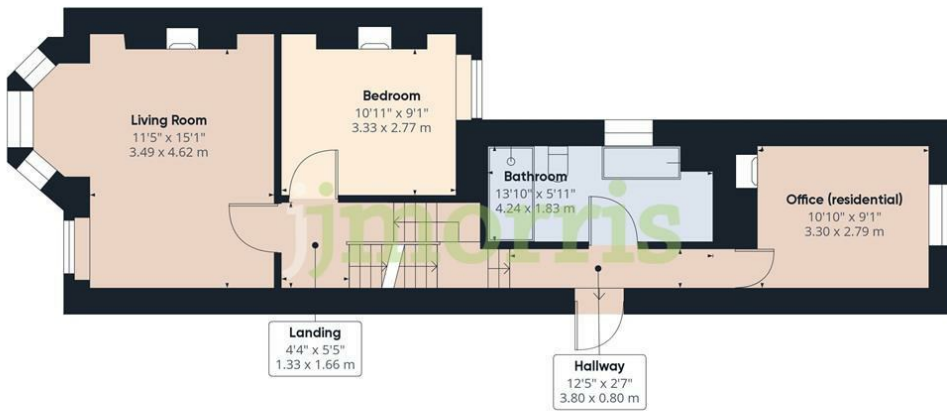 Living Room
11'5" x 15'1"
3.49 x 4.62 m
Bedroom
10'11" x 9'1"
3.33 x 2.77 m
Bathroom
13'10" x 5'11"
4.24 x 1.83 m
Office (residential)
10'10" x 9'1"
3.30 x 2.79 m
jjmorris
Landing
4'4" x 5'5"
1.33 x 1.66 m
Hallway
12'5" x 2'7"
3.80 x 0.80 m